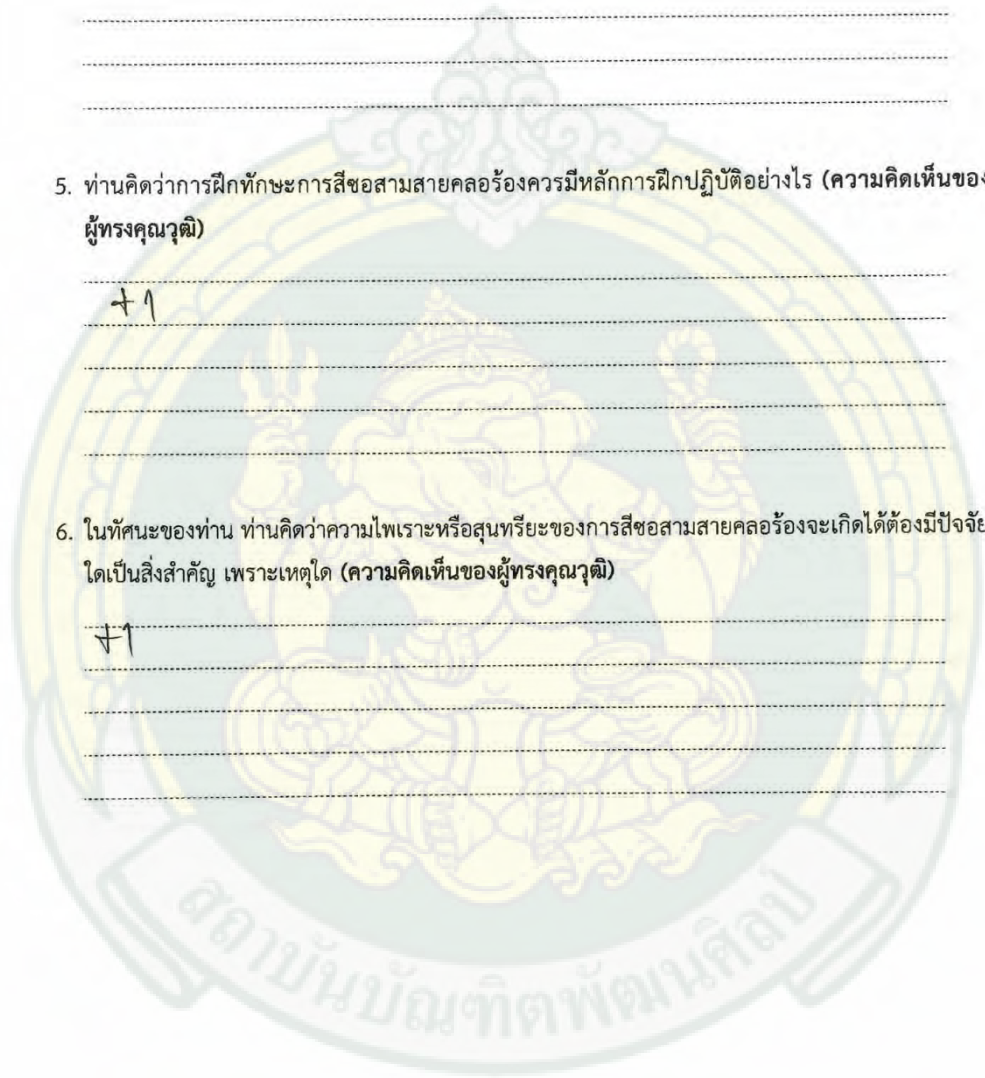 5. ท่านคิดว่าการฝึกทักษะการสีซอสามสายคลอร้องควรมีหลักการฝึกปฏิบัติอย่างไร (ความคิดเห็นของ
ผู้ทรงคุณวุฒิ)
+1
6. ในทัศนะของท่าน ท่านคิดว่าความไพเราะหรือสุนทรียะของการสีซอสามสายคลอร้องจะเกิดได้ต้องมีปัจจัย
ใดเป็นสิ่งสำคัญ เพราะเหตุใด (ความคิดเห็นของผู้ทรงคุณวุฒิ)
+1
สถาบันบัณฑิตพัฒนศิลป์